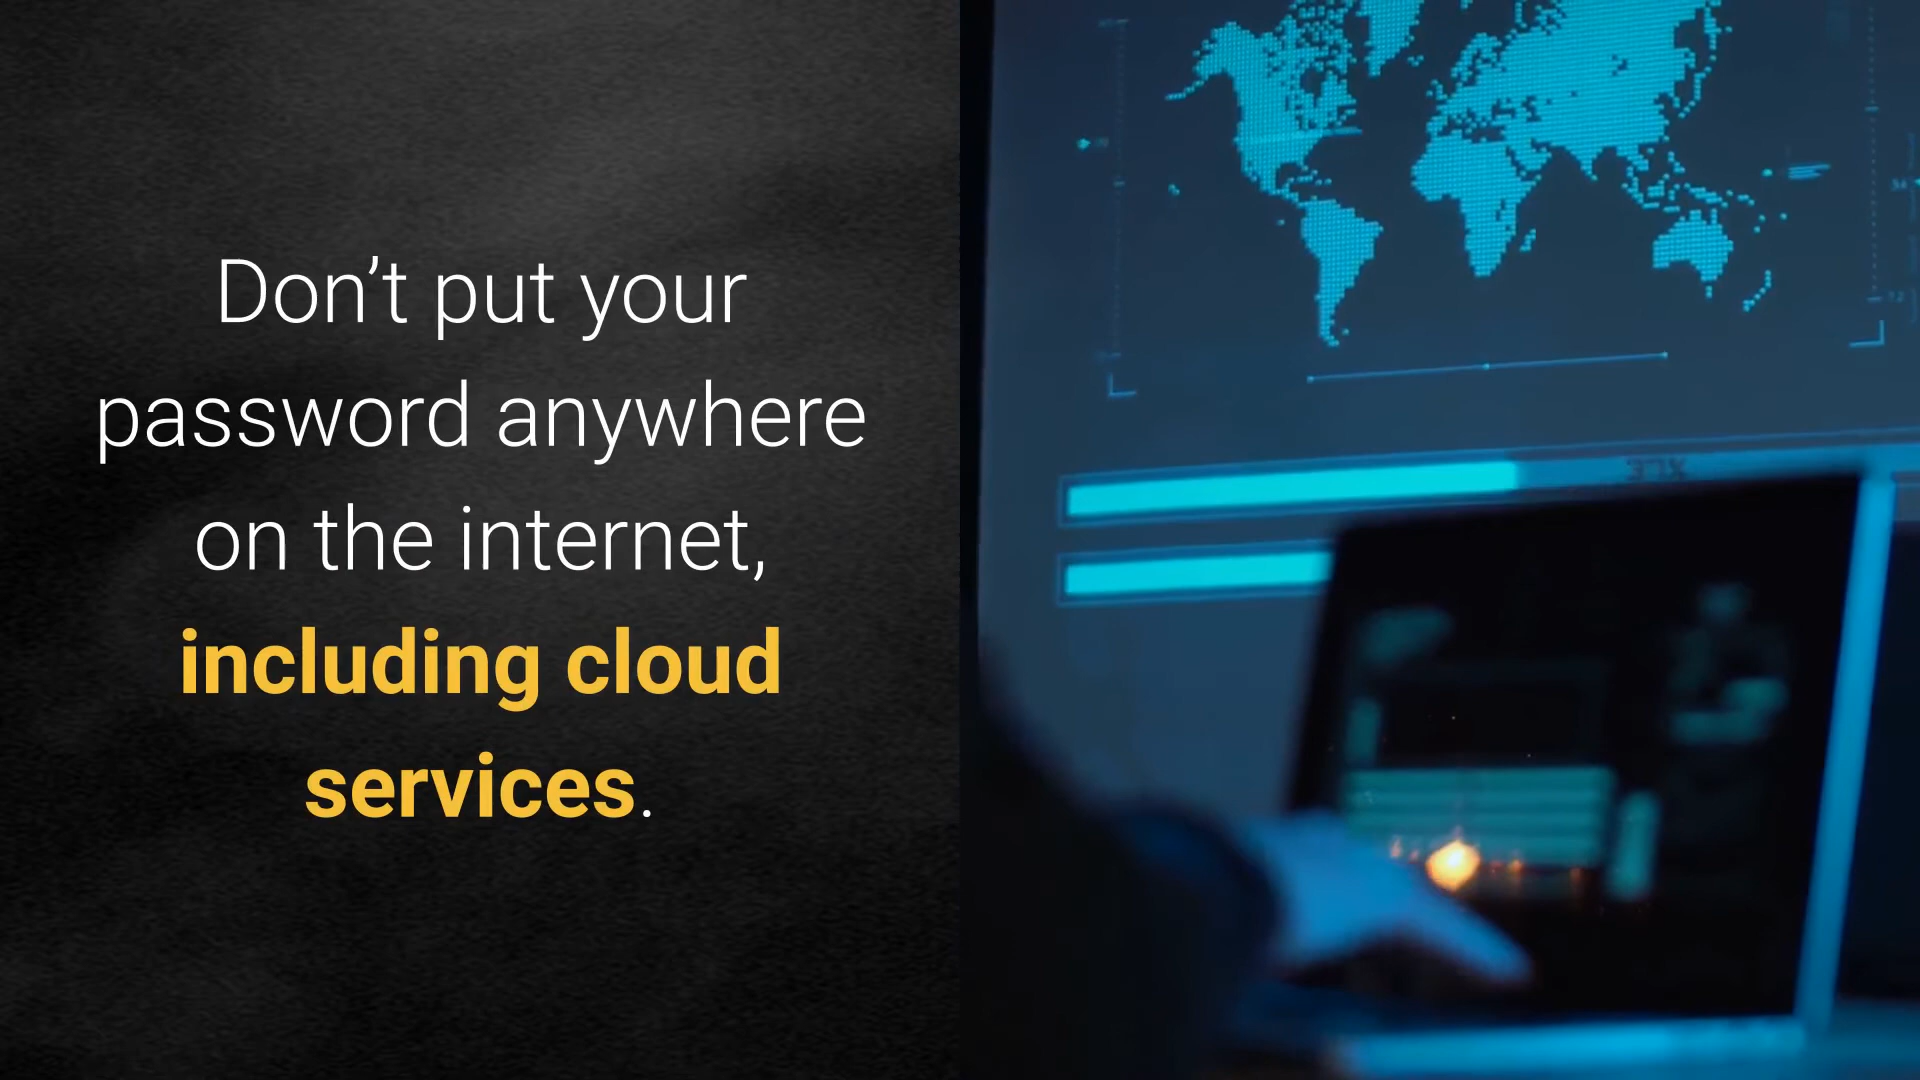 Don’t put your
password anywhere
on the internet,
including cloud
services.